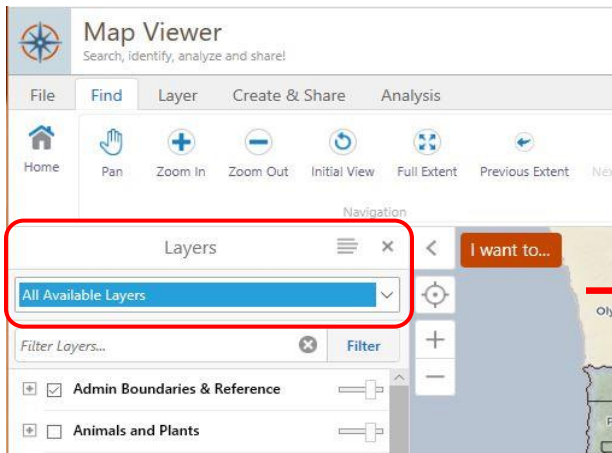 Map Viewer
Search, identify, analyze and share!
File Find Layer Create & Share Analysis
Home Pan Zoom In Zoom Out Initial View Full Extent Previous Extent
Navigation
Layers
I want to...
All Available Layers
Filter Layers... Filter
Admin Boundaries & Reference
Animals and Plants